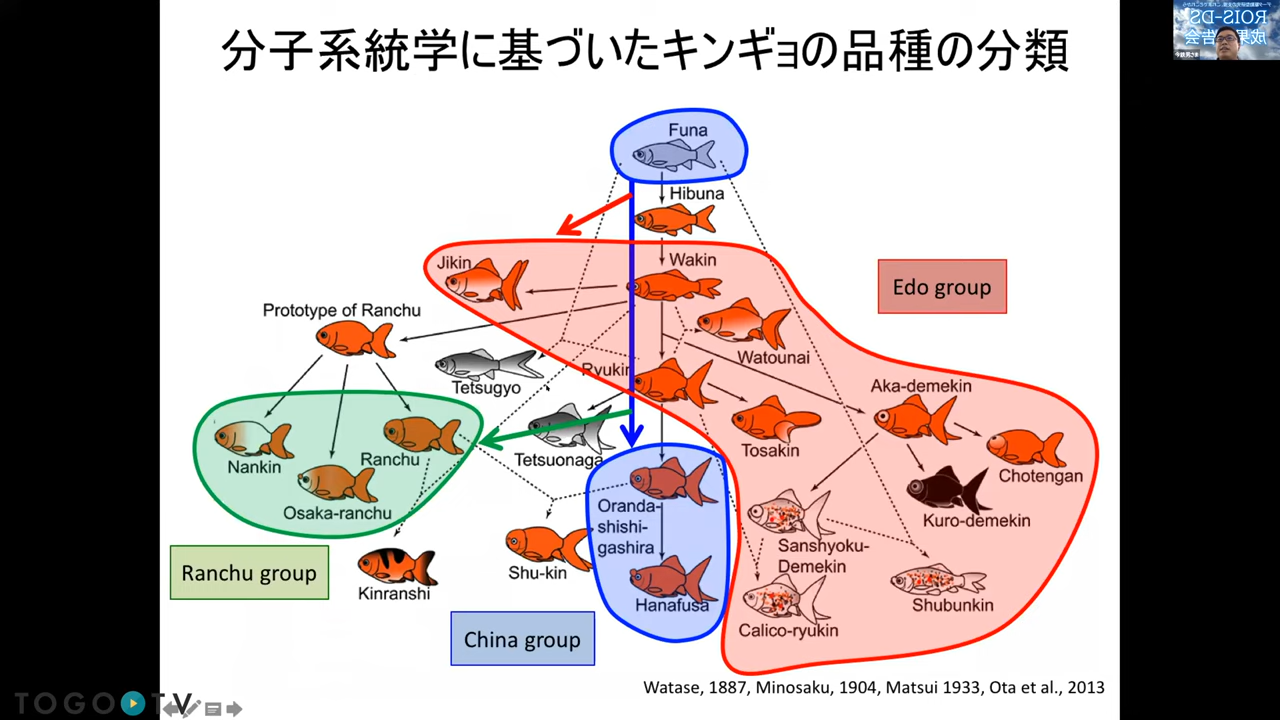 分子系統学に基づいたキンギョの品種の分類
ROIS-DS
Funa
Hibuna
Wakin
Jikin
Edo group
Prototype of Ranchu
Watounai
Tetsugyo
Ryukin
Aka-demekin
Nankin
Ranchu
Osaka-ranchu
Tetsuonaga
Tosakin
Chotengan
Oranda-
shishi-
gashira
Kuro-demekin
Sanshyoku-
Demekin
Shu-kin
Ranchu group
Kinranshi
Hanafusa
Shubunkin
Calico-ryukin
China group
Watase, 1887, Minosaku, 1904, Matsui 1933, Ota et al., 2013
TOGO TV